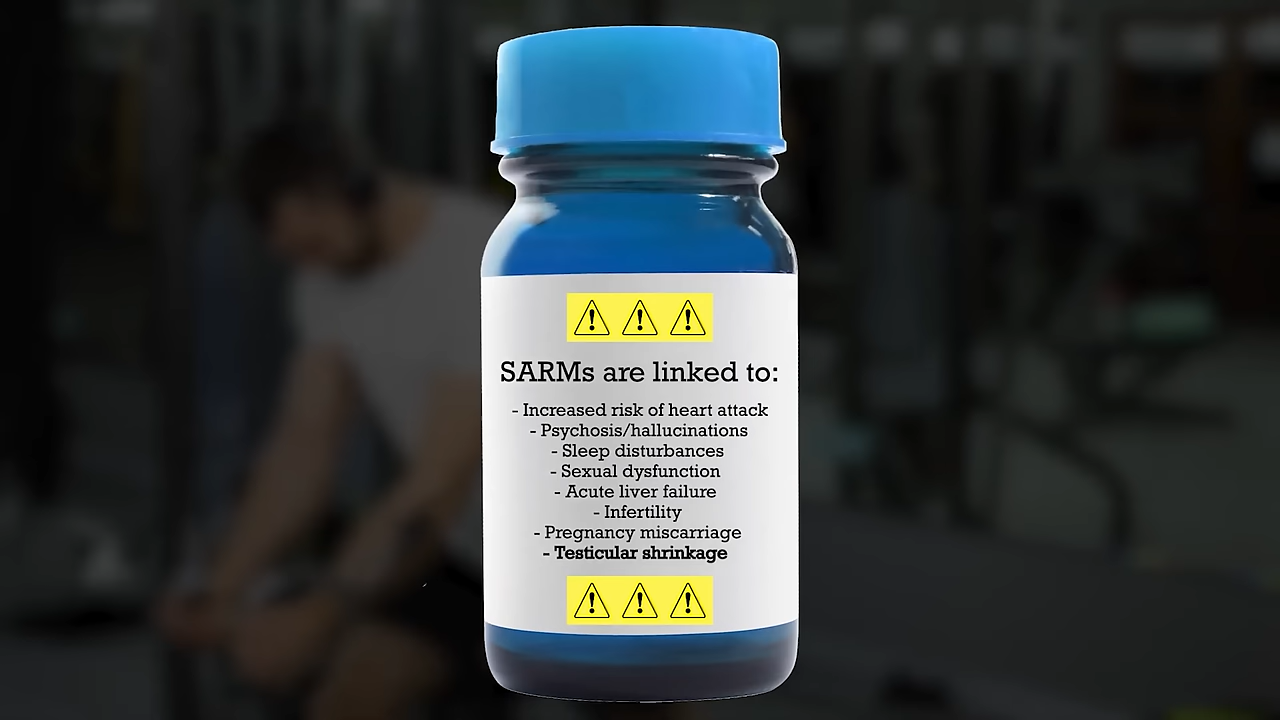 SARMs are linked to:
- Increased risk of heart attack
- Psychosis/hallucinations
- Sleep disturbances
- Sexual dysfunction
- Acute liver failure
- Infertility
- Pregnancy miscarriage
- Testicular shrinkage